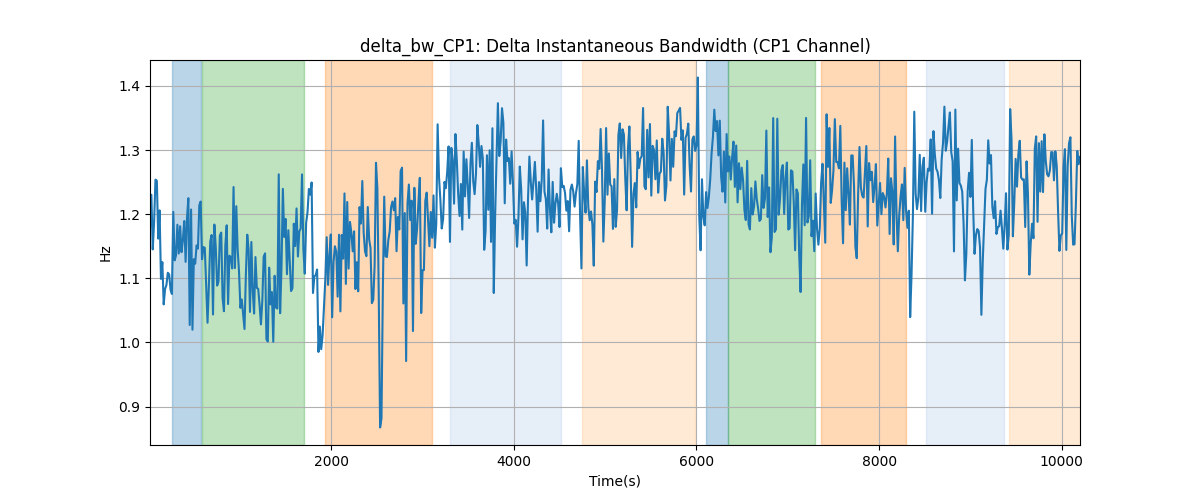 delta_bw_CP1: Delta Instantaneous Bandwidth (CP1 Channel)
1.4
1.3
1.2
1.1
1.0
0.9
Hz
2000 4000 6000 8000 10000
Time(s)